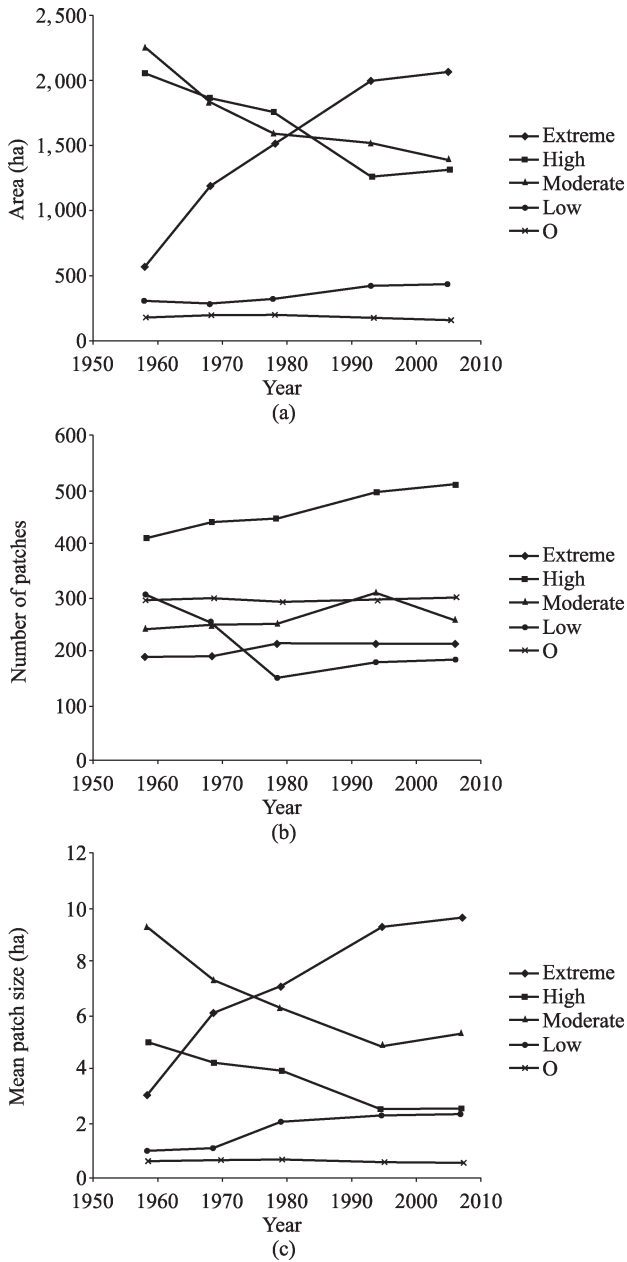 2,500
2,000
1,500
1,000
500
0
Area (ha)
1950 1960 1970 1980 1990 2000 2010
Year
(a)
Extreme
High
Moderate
Low
O
600
500
400
300
200
100
0
Number of patches
1950 1960 1970 1980 1990 2000 2010
Year
(b)
Extreme
High
Moderate
Low
O
12
10
8
6
4
2
0
Mean patch size (ha)
1950 1960 1970 1980 1990 2000 2010
Year
(c)
Extreme
High
Moderate
Low
O